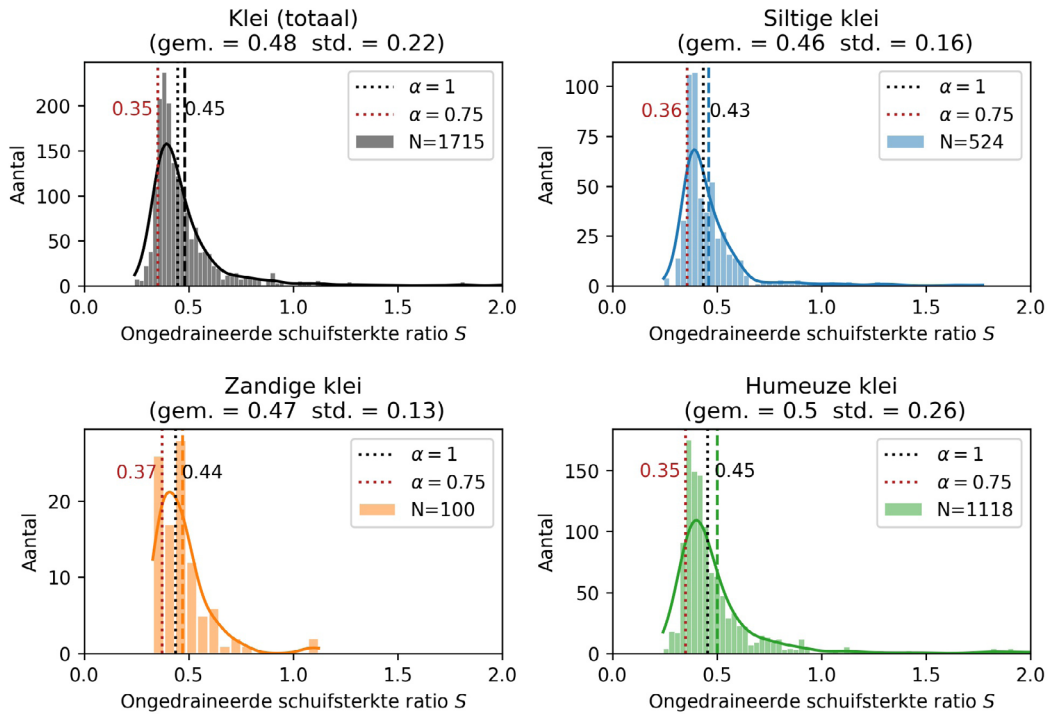 Klei (totaal)
(gem. = 0.48 std. = 0.22)
0.35
0.45
α = 1
α = 0.75
N=1715
Aantal
200
150
100
50
0
0.0 0.5 1.0 1.5 2.0
Ongedraineerde schuifsterkte ratio S
Siltige klei
(gem. = 0.46 std. = 0.16)
0.36
0.43
α = 1
α = 0.75
N=524
Aantal
100
75
50
25
0
0.0 0.5 1.0 1.5 2.0
Ongedraineerde schuifsterkte ratio S
Zandige klei
(gem. = 0.47 std. = 0.13)
0.37
0.44
α = 1
α = 0.75
N=100
Aantal
20
10
0
0.0 0.5 1.0 1.5 2.0
Ongedraineerde schuifsterkte ratio S
Humeuze klei
(gem. = 0.5 std. = 0.26)
0.35
0.45
α = 1
α = 0.75
N=1118
Aantal
150
100
50
0
0.0 0.5 1.0 1.5 2.0
Ongedraineerde schuifsterkte ratio S